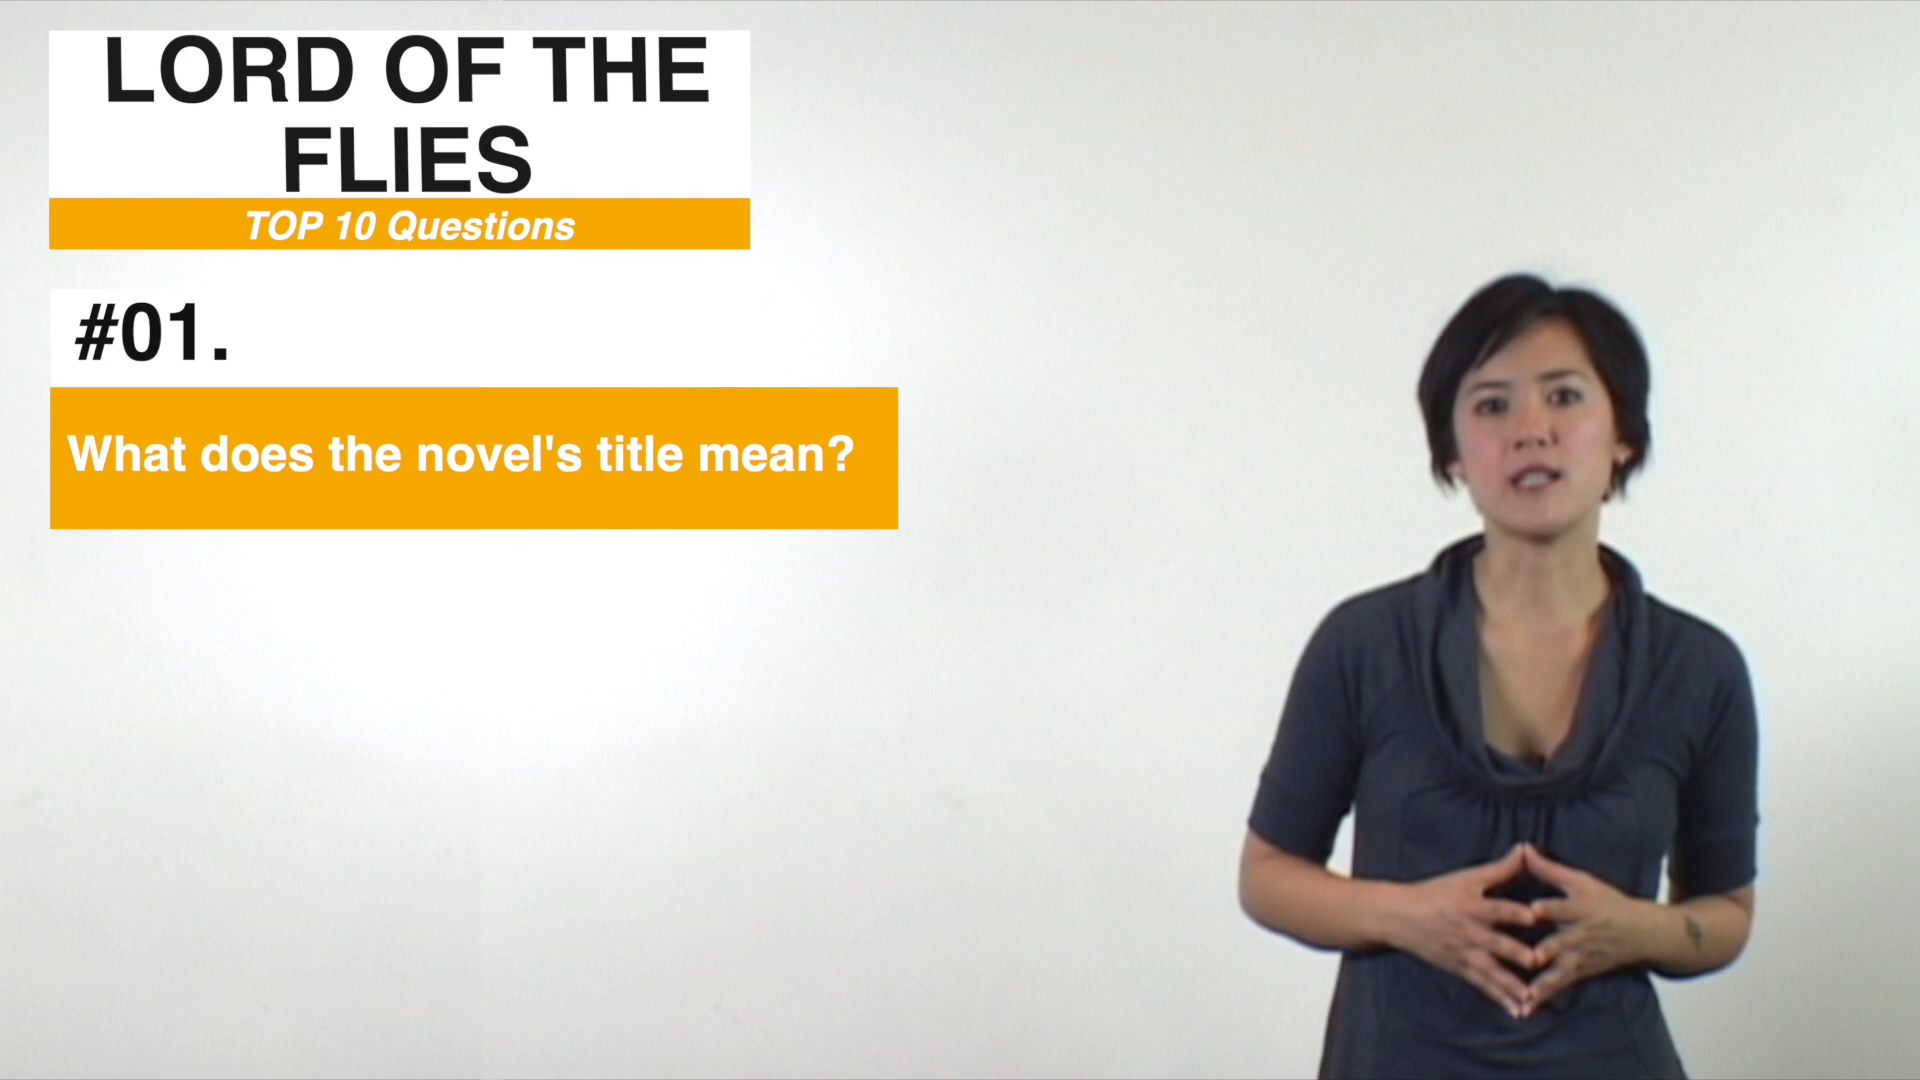 LORD OF THE
FLIES
TOP 10 Questions
#01.
What does the novel's title mean?